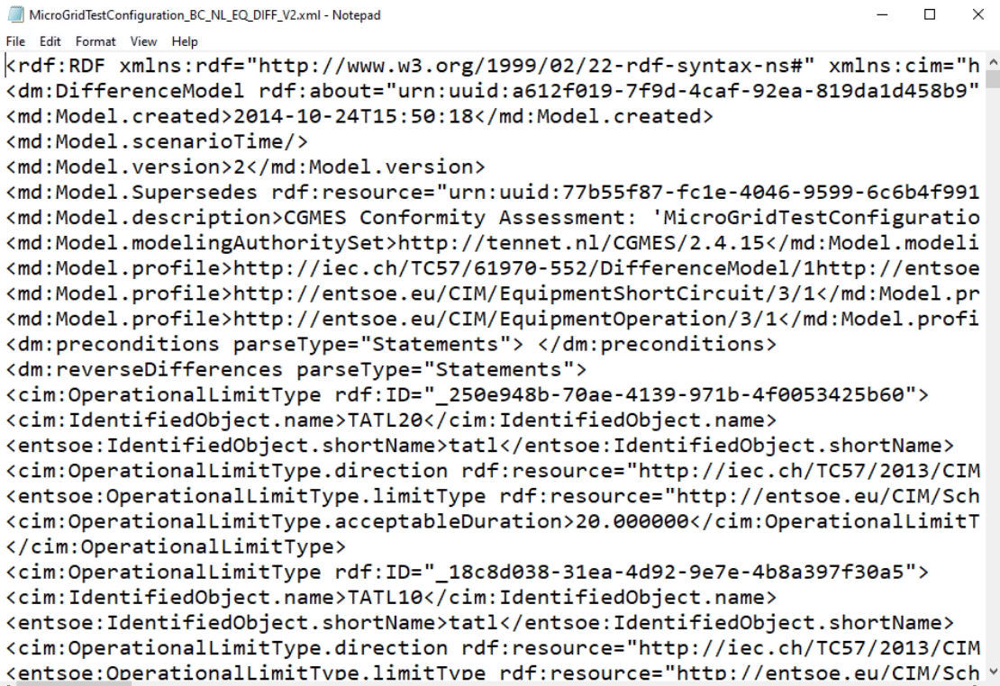 MicroGridTestConfiguration_BC_NL_EQ_DIFF_V2.xml - Notepad
File Edit Format View Help
<rdf:RDF xmlns:rdf="http://www.w3.org/1999/02/22-rdf-syntax-ns#" xmlns:cim="h
<dm:DifferenceModel rdf:about="urn:uuid:a612f019-7f9d-4caf-92ea-819da1d458b9"
<md:Model.created>2014-10-24T15:50:18</md:Model.created>
<md:Model.scenarioTime/>
<md:Model.version>2</md:Model.version>
<md:Model.Supersedes rdf:resource="urn:uuid:77b55f87-fc1e-4046-9599-6c6b4f991
<md:Model.description>CGMES Conformity Assessment: 'MicroGridTestConfiguratio
<md:Model.modelingAuthoritySet>http://tennet.nl/CGMES/2.4.15</md:Model.modeli
<md:Model.profile>http://iec.ch/TC57/61970-552/DifferenceModel/1http://entsoe
<md:Model.profile>http://entsoe.eu/CIM/EquipmentShortCircuit/3/1</md:Model.pr
<md:Model.profile>http://entsoe.eu/CIM/EquipmentOperation/3/1</md:Model.profi
<dm:preconditions parseType="Statements"> </dm:preconditions>
<dm:reverseDifferences parseType="Statements">
<cim:OperationalLimitType rdf:ID="_250e948b-70ae-4139-971b-4f0053425b60">
<cim:IdentifiedObject.name>TATL20</cim:IdentifiedObject.name>
<entsoe:IdentifiedObject.shortName>tatl</entsoe:IdentifiedObject.shortName>
<cim:OperationalLimitType.direction rdf:resource="http://iec.ch/TC57/2013/CIM
<entsoe:OperationalLimitType.limitType rdf:resource="http://entsoe.eu/CIM/Sch
<cim:OperationalLimitType.acceptableDuration>20.000000</cim:OperationalLimitT
</cim:OperationalLimitType>
<cim:OperationalLimitType rdf:ID="_18c8d038-31ea-4d92-9e7e-4b8a397f30a5">
<cim:IdentifiedObject.name>TATL10</cim:IdentifiedObject.name>
<entsoe:IdentifiedObject.shortName>tatl</entsoe:IdentifiedObject.shortName>
<cim:OperationalLimitType.direction rdf:resource="http://iec.ch/TC57/2013/CIM
<entsoe:OperationalLimitType.limitType rdf:resource="http://entsoe.eu/CIM/Sch